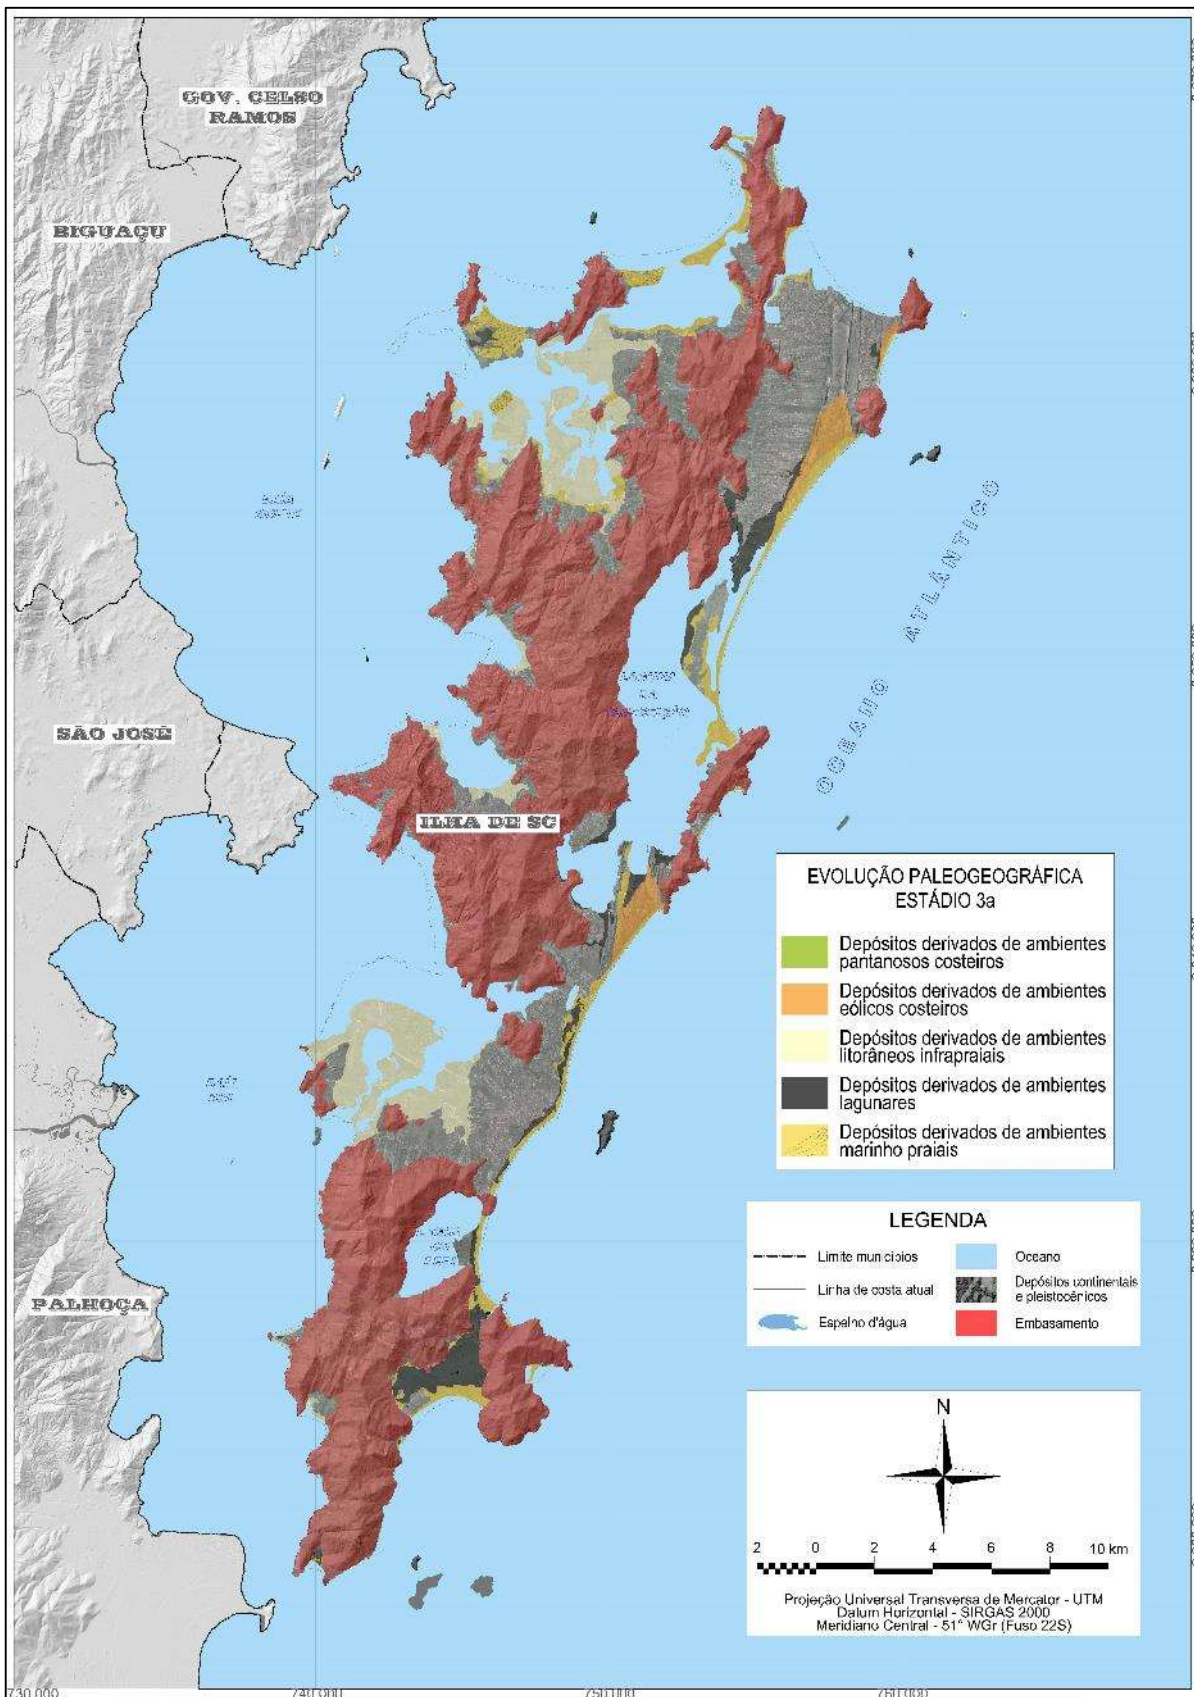 GOV. CELSO
RAMOS
BIGUAÇU
OCEANO ATLÂNTICO
SÃO JOSÉ
ILHA DE SC
PALHOÇA
EVOLUÇÃO PALEOGEOGRÁFICA
ESTÁDIO 3a
Depósitos derivados de ambientes
pantanosos costeiros
Depósitos derivados de ambientes
eólicos costeiros
Depósitos derivados de ambientes
litorâneos infrapraiais
Depósitos derivados de ambientes
lagunares
Depósitos derivados de ambientes
marinho praiais
LEGENDA
Limite municípios
Linha de costa atual
Espelho d'água
Oceano
Depósitos continentais
e pleistocênicos
Embasamento
N
2 0 2 4 6 8 10 km
Projeção Universal Transversa de Mercator - UTM
Datum Horizontal - SIRGAS 2000
Meridiano Central - 51° WGr (Fuso 22S)
730.000 740.000 750.000 760.000